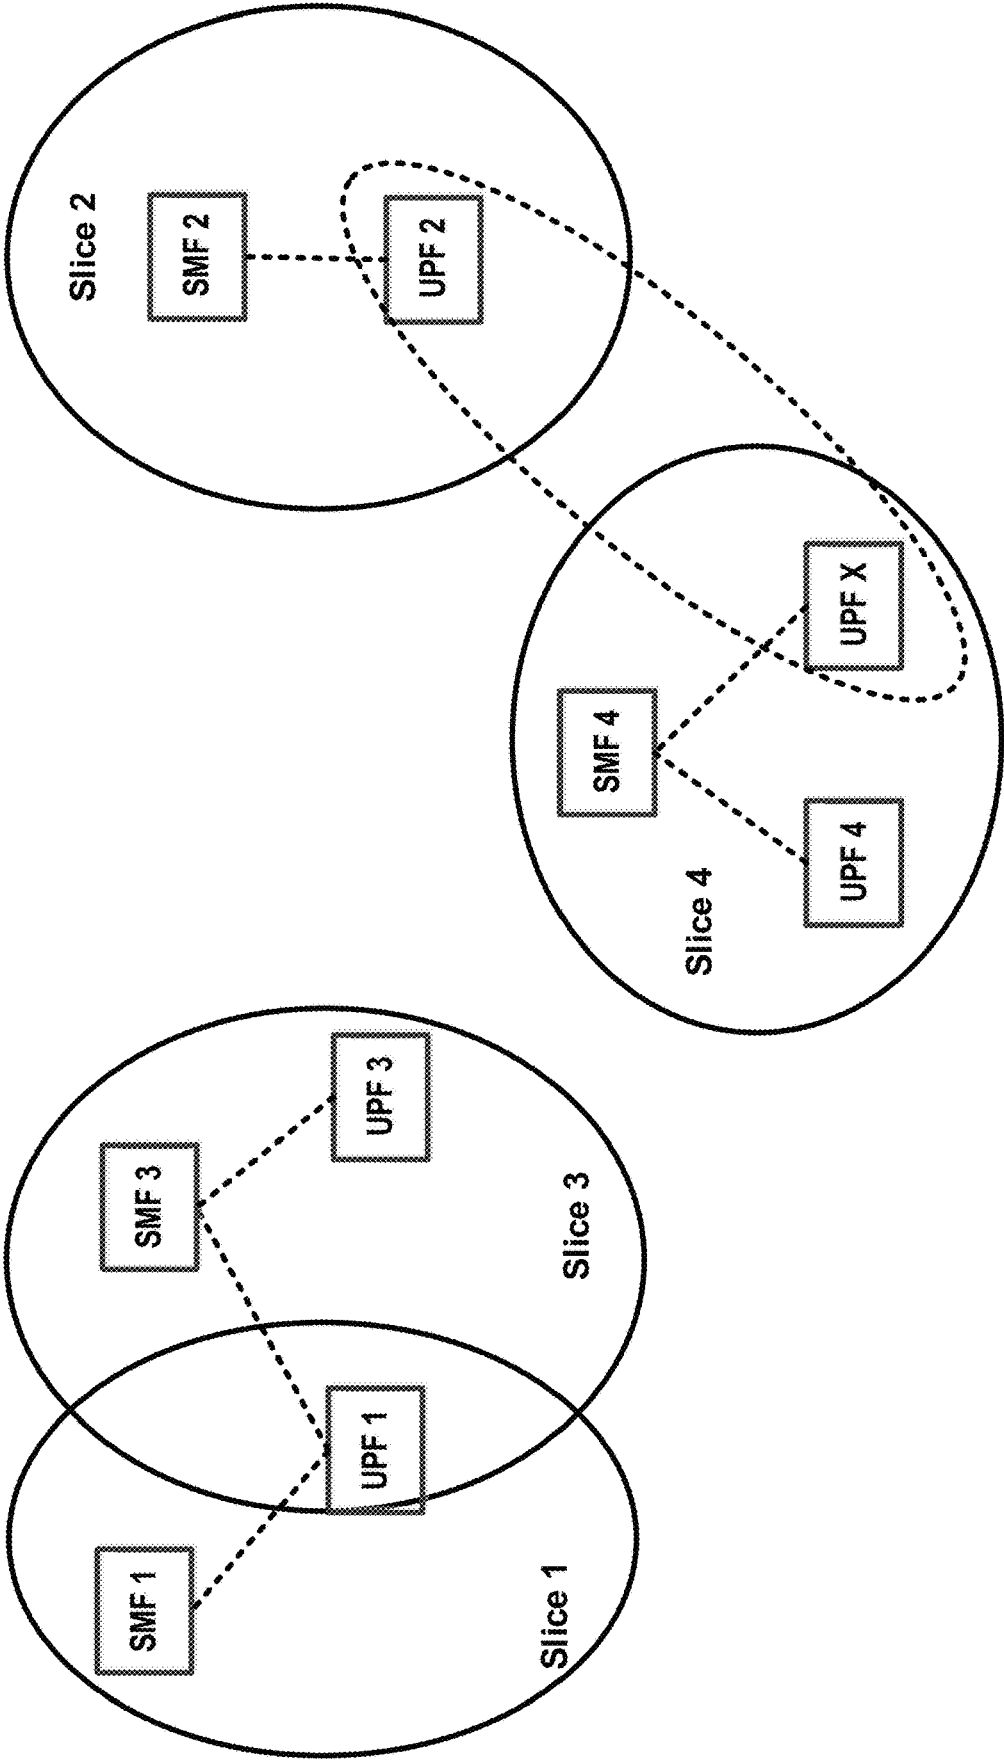 SMF 1
UPF 1
Slice 1
SMF 3
UPF 3
Slice 3
Slice 4
SMF 4
UPF 4
UPF X
Slice 2
SMF 2
UPF 2